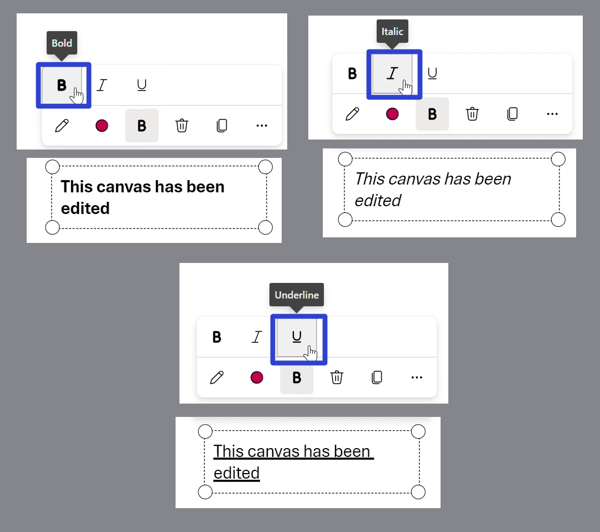 Bold
B I U
B
This canvas has been
edited
Italic
B I U
B
This canvas has been
edited
Underline
B I U
B
This canvas has been
edited